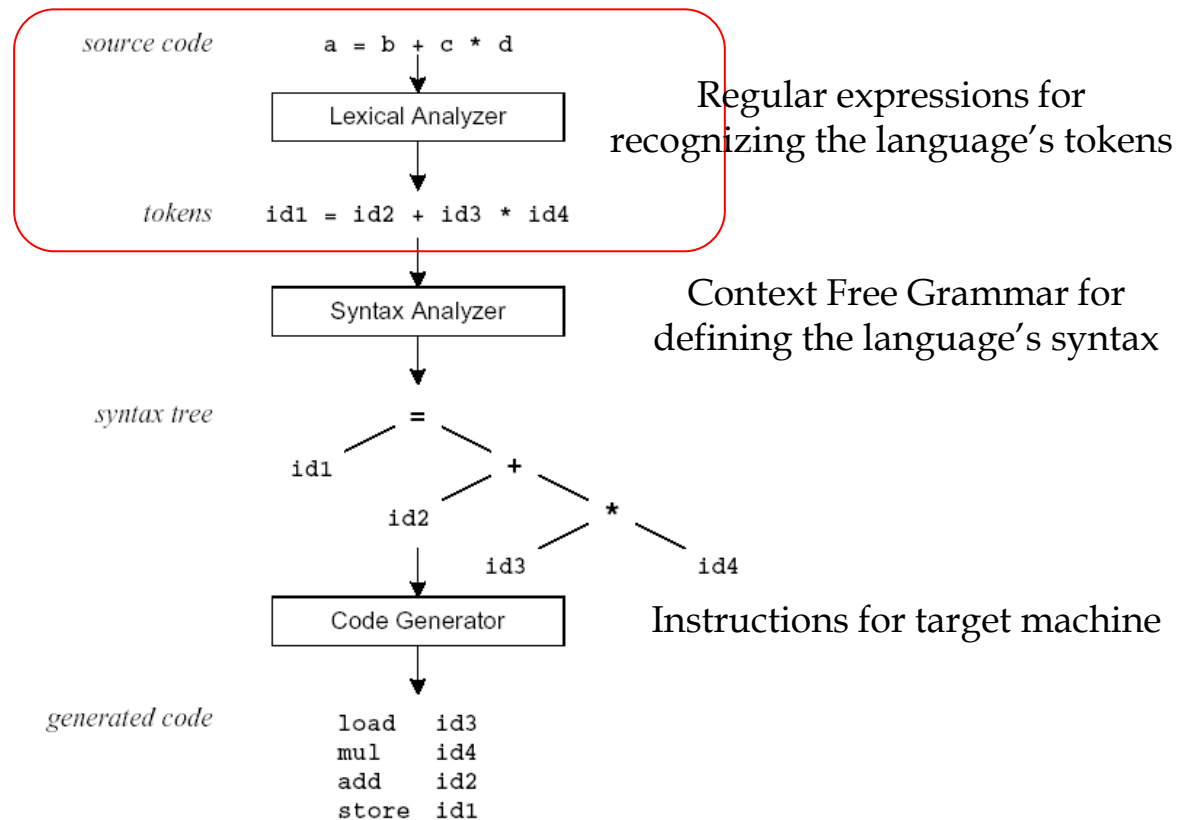 source code
a = b + c * d
Lexical Analyzer
Regular expressions for
recognizing the language’s tokens
tokens
id1 = id2 + id3 * id4
Syntax Analyzer
Context Free Grammar for
defining the language’s syntax
syntax tree
=
id1
+
id2
*
id3
id4
Code Generator
Instructions for target machine
generated code
load id3
mul id4
add id2
store id1